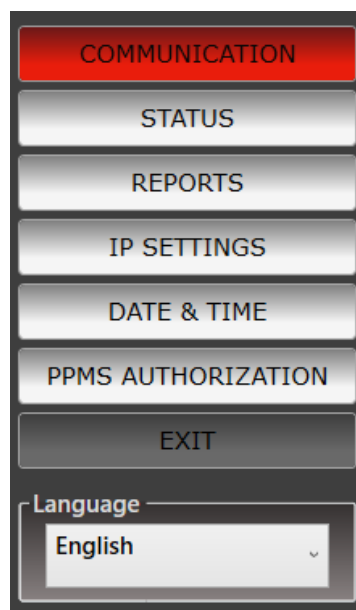 COMMUNICATION
STATUS
REPORTS
IP SETTINGS
DATE & TIME
PPMS AUTHORIZATION
EXIT
Language
English